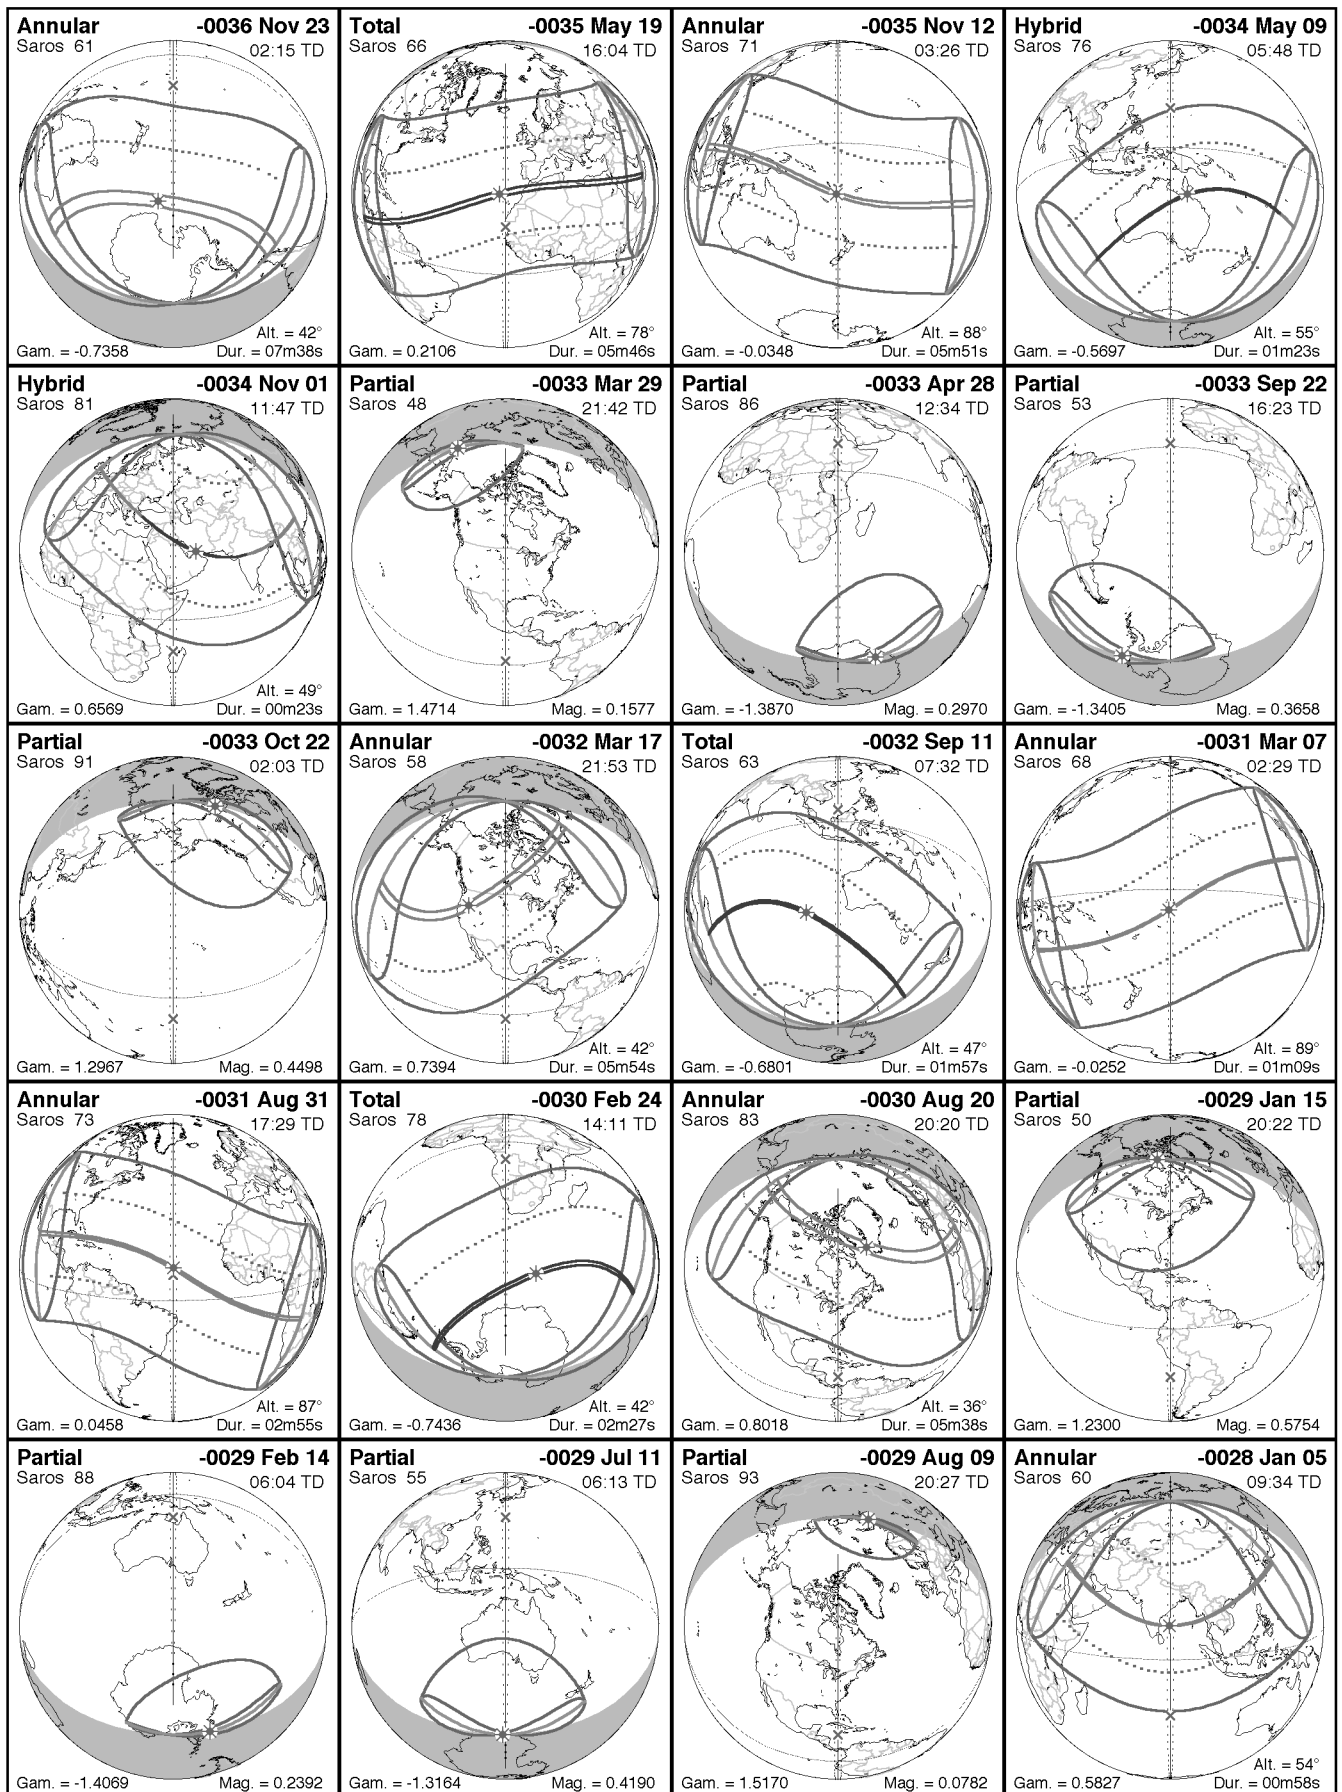 Annular -0036 Nov 23
Saros 61 02:15 TD
Alt. = 42°
Gam. = -0.7358 Dur. = 07m38s
Total -0035 May 19
Saros 66 16:04 TD
Alt. = 78°
Gam. = 0.2106 Dur. = 05m46s
Annular -0035 Nov 12
Saros 71 03:26 TD
Alt. = 88°
Gam. = -0.0348 Dur. = 05m51s
Hybrid -0034 May 09
Saros 76 05:48 TD
Alt. = 55°
Gam. = -0.5697 Dur. = 01m23s
Hybrid -0034 Nov 01
Saros 81 11:47 TD
Alt. = 49°
Gam. = 0.6569 Dur. = 00m23s
Partial -0033 Mar 29
Saros 48 21:42 TD
Gam. = 1.4714 Mag. = 0.1577
Partial -0033 Apr 28
Saros 86 12:34 TD
Gam. = -1.3870 Mag. = 0.2970
Partial -0033 Sep 22
Saros 53 16:23 TD
Gam. = -1.3405 Mag. = 0.3658
Partial -0033 Oct 22
Saros 91 02:03 TD
Gam. = 1.2967 Mag. = 0.4498
Annular -0032 Mar 17
Saros 58 21:53 TD
Alt. = 42°
Gam. = 0.7394 Dur. = 05m54s
Total -0032 Sep 11
Saros 63 07:32 TD
Alt. = 47°
Gam. = -0.6801 Dur. = 01m57s
Annular -0031 Mar 07
Saros 68 02:29 TD
Alt. = 89°
Gam. = -0.0252 Dur. = 01m09s
Annular -0031 Aug 31
Saros 73 17:29 TD
Alt. = 87°
Gam. = 0.0458 Dur. = 02m55s
Total -0030 Feb 24
Saros 78 14:11 TD
Alt. = 42°
Gam. = -0.7436 Dur. = 02m27s
Annular -0030 Aug 20
Saros 83 20:20 TD
Alt. = 36°
Gam. = 0.8018 Dur. = 05m38s
Partial -0029 Jan 15
Saros 50 20:22 TD
Gam. = 1.2300 Mag. = 0.5754
Partial -0029 Feb 14
Saros 88 06:04 TD
Gam. = -1.4069 Mag. = 0.2392
Partial -0029 Jul 11
Saros 55 06:13 TD
Gam. = -1.3164 Mag. = 0.4190
Partial -0029 Aug 09
Saros 93 20:27 TD
Gam. = 1.5170 Mag. = 0.0782
Annular -0028 Jan 05
Saros 60 09:34 TD
Alt. = 54°
Gam. = 0.5827 Dur. = 00m58s